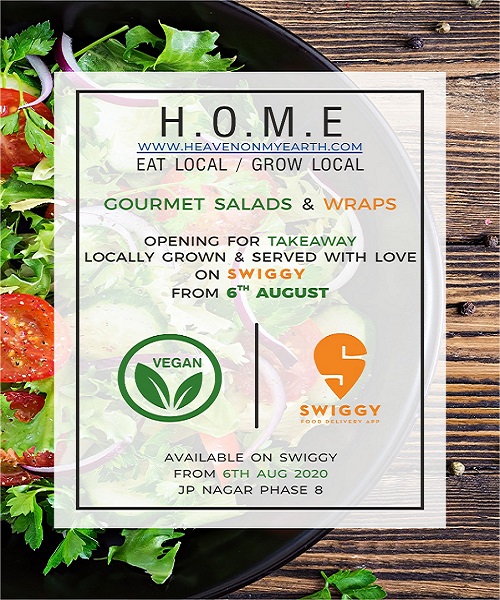 H.O.M.E
WWW.HEAVENONMYEARTH.COM
EAT LOCAL / GROW LOCAL
GOURMET SALADS & WRAPS
OPENING FOR TAKEAWAY
LOCALLY GROWN & SERVED WITH LOVE
ON SWIGGY
FROM 6TH AUGUST
VEGAN
SWIGGY
FOOD DELIVERY APP
AVAILABLE ON SWIGGY
FROM 6TH AUG 2020
JP NAGAR PHASE 8